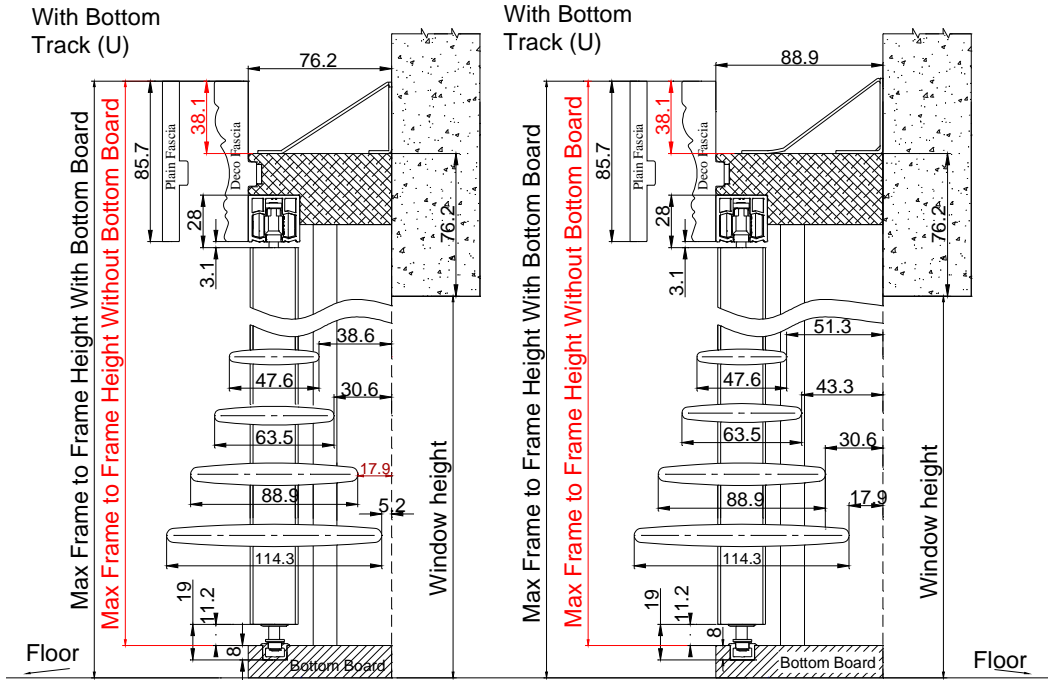 With Bottom
Track (U)
76.2
38.1
85.7
Plain Fascia
Deco Fascia
28
3.1
76.2
Max Frame to Frame Height With Bottom Board
Max Frame to Frame Height Without Bottom Board
38.6
47.6
30.6
63.5
17.9
88.9
5.2
114.3
Window height
19
11.2
8
Bottom Board
Floor
With Bottom
Track (U)
88.9
38.1
85.7
Plain Fascia
Deco Fascia
28
3.1
76.2
Max Frame to Frame Height With Bottom Board
Max Frame to Frame Height Without Bottom Board
51.3
47.6
43.3
63.5
30.6
88.9
17.9
114.3
Window height
19
11.2
8
Bottom Board
Floor